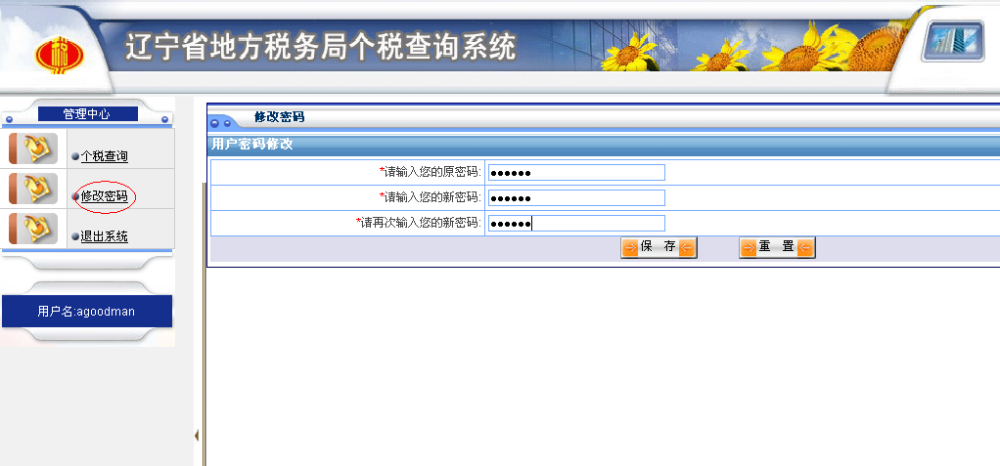 税
辽宁省地方税务局个税查询系统
管理中心
个税查询
修改密码
退出系统
用户名:agoodman
修改密码
用户密码修改
*请输入您的原密码:
*请输入您的新密码:
*请再次输入您的新密码:
保 存
重 置